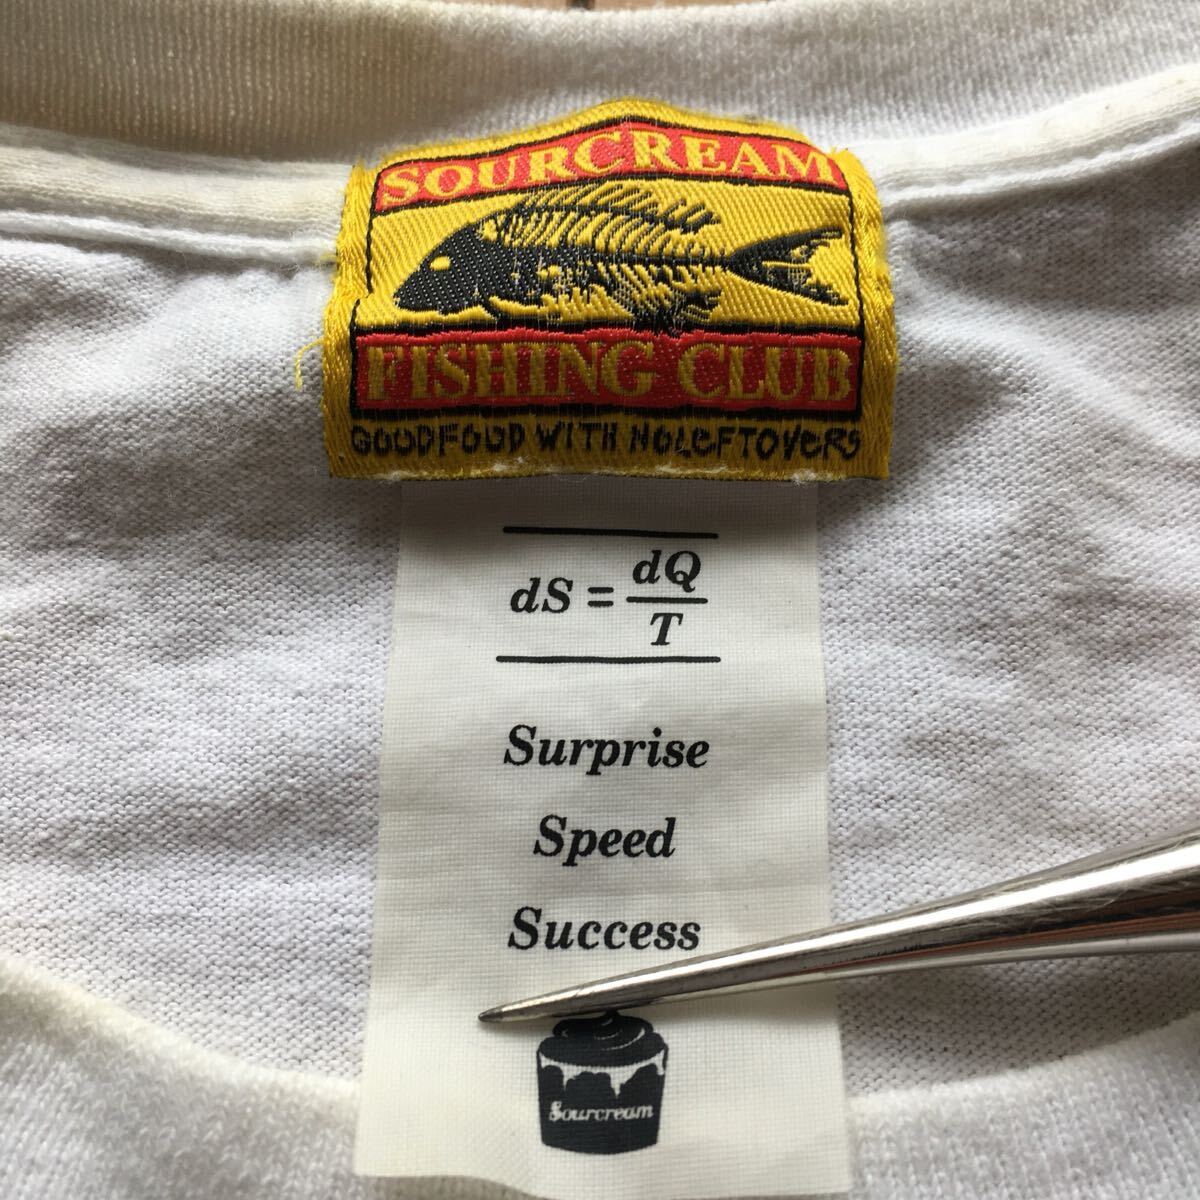 SOURCREAM
FISHING CLUB
GOODFOOD WITH NOLEFTOVERS
dS = dQ/T
Surprise
Speed
Success
Sourcream